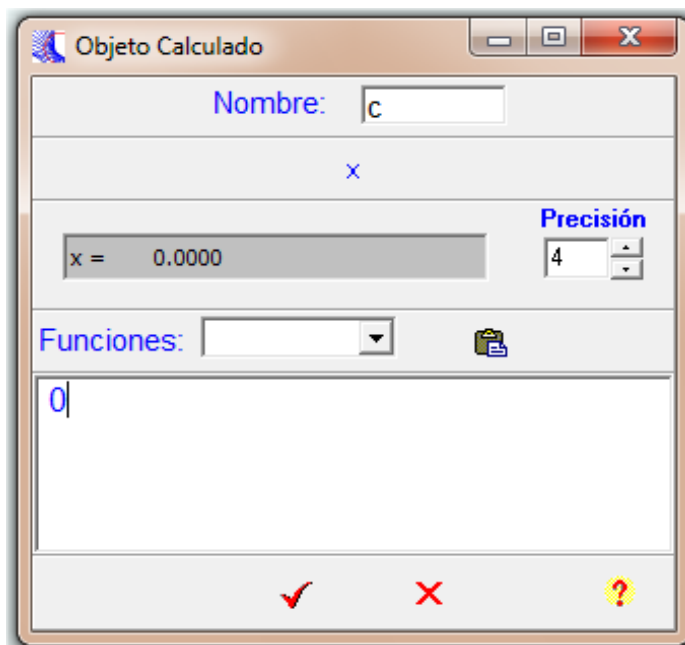 Objeto Calculado
Nombre: c
x
Precisión
x = 0.0000 4
Funciones:
0
?